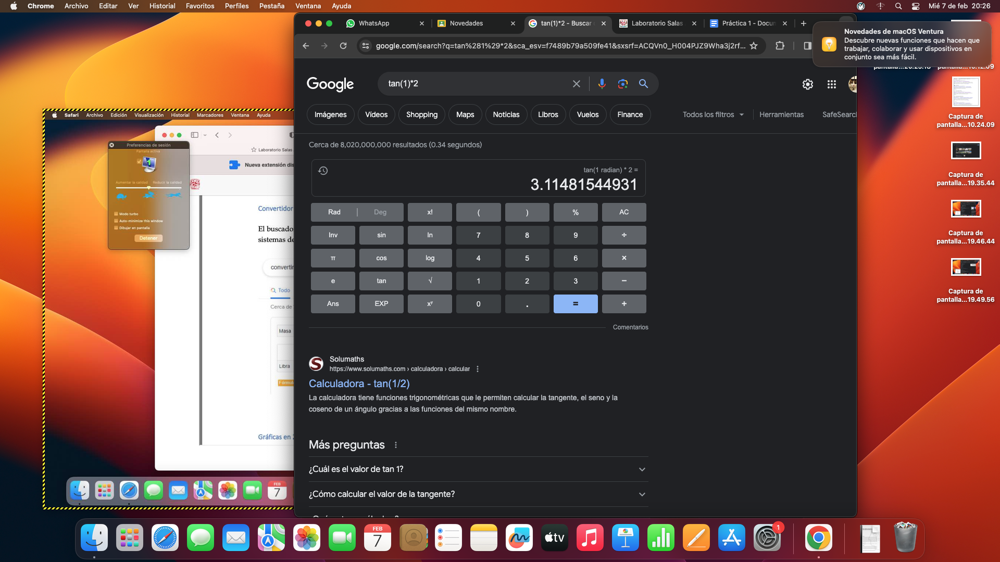 Chrome Archivo Editar Ver Historial Favoritos Perfiles Pestaña Ventana Ayuda
Mié 7 de feb 20:26
WhatsApp
Novedades
tan(1)*2 - Buscar
Laboratorio Salas
Práctica 1 - Docun
google.com/search?q=tan%281%29*2&sca_esv=f7489b79a509fe41&sxsrf=ACQVn0_H004PJZ9Wha3j2rf...
Novedades de macOS Ventura
Descubre nuevas funciones que hacen que
trabajar, colaborar y usar dispositivos en
conjunto sea más fácil.
Google
tan(1)*2
Imágenes Vídeos Shopping Maps Noticias Libros Vuelos Finance
Todos los filtros Herramientas SafeSearc
Cerca de 8,020,000,000 resultados (0.34 segundos)
tan(1 radian) * 2 =
3.11481544931
Rad | Deg x! ( ) % AC
Inv sin ln 7 8 9 ÷
π cos log 4 5 6 ×
e tan √ 1 2 3 −
Ans EXP xʸ 0 . = +
Comentarios
Solumaths
https://www.solumaths.com › calculadora › calcular
Calculadora - tan(1/2)
La calculadora tiene funciones trigonométricas que le permiten calcular la tangente, el seno y la
coseno de un ángulo gracias a las funciones del mismo nombre.
Más preguntas
¿Cuál es el valor de tan 1?
¿Cómo calcular el valor de la tangente?
Safari Archivo Edición Visualización Historial Marcadores Ventana Ayuda
Preferencias de sesión
Pantalla activa
1
Aumentar la calidad Reducir la calidad
Modo turbo
Auto-minimize this window
Dibujar en pantalla
Detener
Laboratorio Salas
Nueva extensión dis
Convertidor
El buscado
sistemas de
convertir
Todo
Cerca de
Masa
Libra
Fórmul
Gráficas en
FEB
7
Captura de
pantalla...10.24.09
Captura de
pantalla...19.35.44
Captura de
pantalla...19.46.44
Captura de
pantalla...19.49.56
FEB
7
tv
1